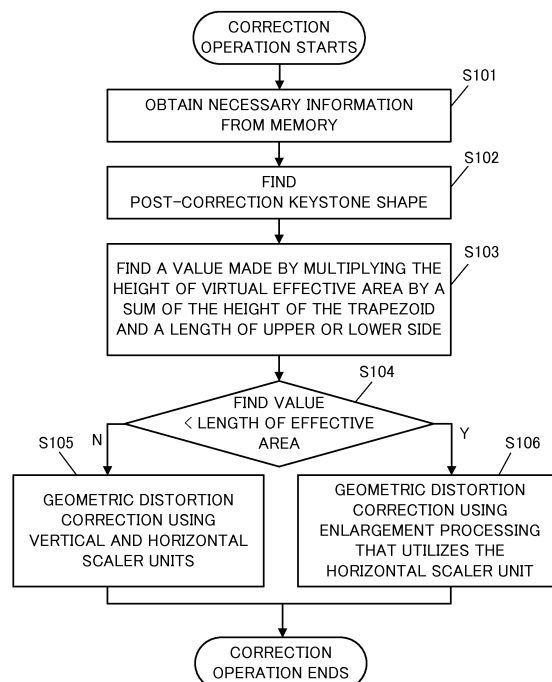 CORRECTION
OPERATION STARTS
S101
OBTAIN NECESSARY INFORMATION
FROM MEMORY
S102
FIND
POST-CORRECTION KEYSTONE SHAPE
S103
FIND A VALUE MADE BY MULTIPLYING THE
HEIGHT OF VIRTUAL EFFECTIVE AREA BY A
SUM OF THE HEIGHT OF THE TRAPEZOID
AND A LENGTH OF UPPER OR LOWER SIDE
S104
FIND VALUE
< LENGTH OF EFFECTIVE
AREA
S105
N
Y
S106
GEOMETRIC DISTORTION
CORRECTION USING
VERTICAL AND HORIZONTAL
SCALER UNITS
GEOMETRIC DISTORTION
CORRECTION USING
ENLARGEMENT PROCESSING
THAT UTILIZES THE
HORIZONTAL SCALER UNIT
CORRECTION
OPERATION ENDS